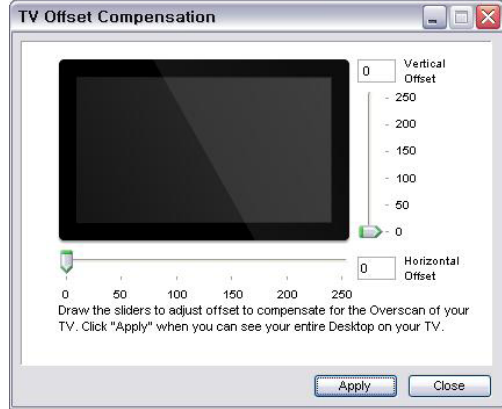 TV Offset Compensation
0
Vertical
Offset
250
200
150
100
50
0
0
Horizontal
Offset
0 50 100 150 200 250
Draw the sliders to adjust offset to compensate for the Overscan of your
TV. Click "Apply" when you can see your entire Desktop on your TV.
Apply Close